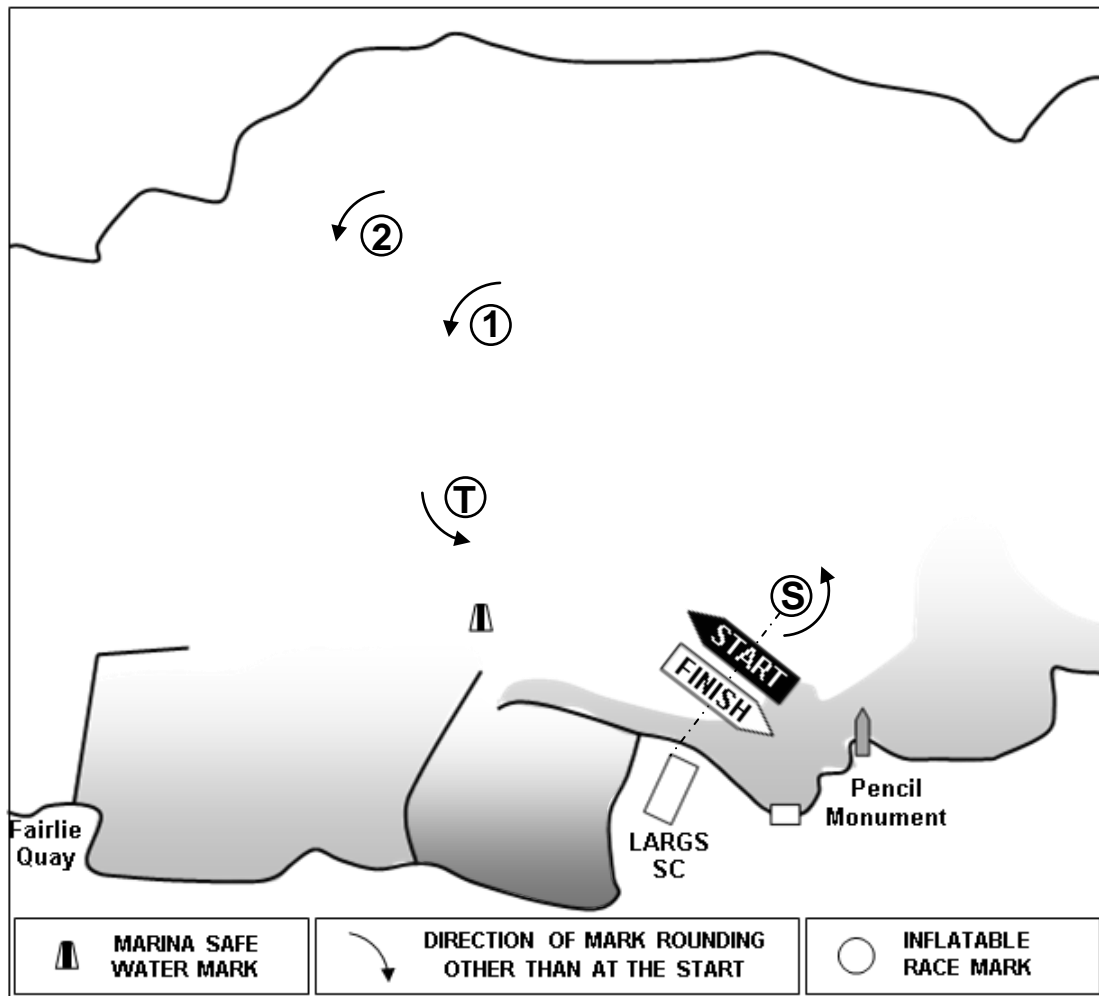 2
1
T
S
START
FINISH
Pencil
Monument
Fairlie
Quay
LARGS
SC
MARINA SAFE
WATER MARK
DIRECTION OF MARK ROUNDING
OTHER THAN AT THE START
INFLATABLE
RACE MARK